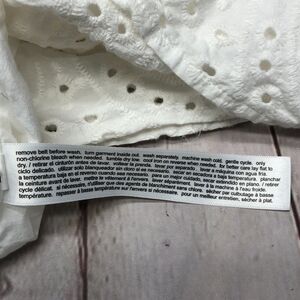 remove belt before wash. turn garment inside out. wash separately. machine wash cold, gentle cycle. only
non-chlorine bleach when needed. tumble dry low. cool iron on reverse when needed. for better care lay flat to
dry. / retirar el cinturón antes de lavar. voltear la prenda. lavar por separado. lavar a máquina con agua fria,
ciclo delicado. utilizar solo blanqueador sin cloro si es necesario. secar en secadora a baja temperatura. planchar
a temperatura baja en el reverso cuando sea necesario. para un mejor cuidado, secar extendido en plano. / retirer
la ceinture avant de laver. mettre le vêtement à l'envers. laver séparément. laver à la machine à l'eau froide,
cycle délicat. si nécessaire, n'utiliser que des agents de blanchiment sans chlore. sécher par culbutage à basse
température. repasser à basse température sur l'envers si nécessaire. pour un meilleur entretien, sécher à plat.